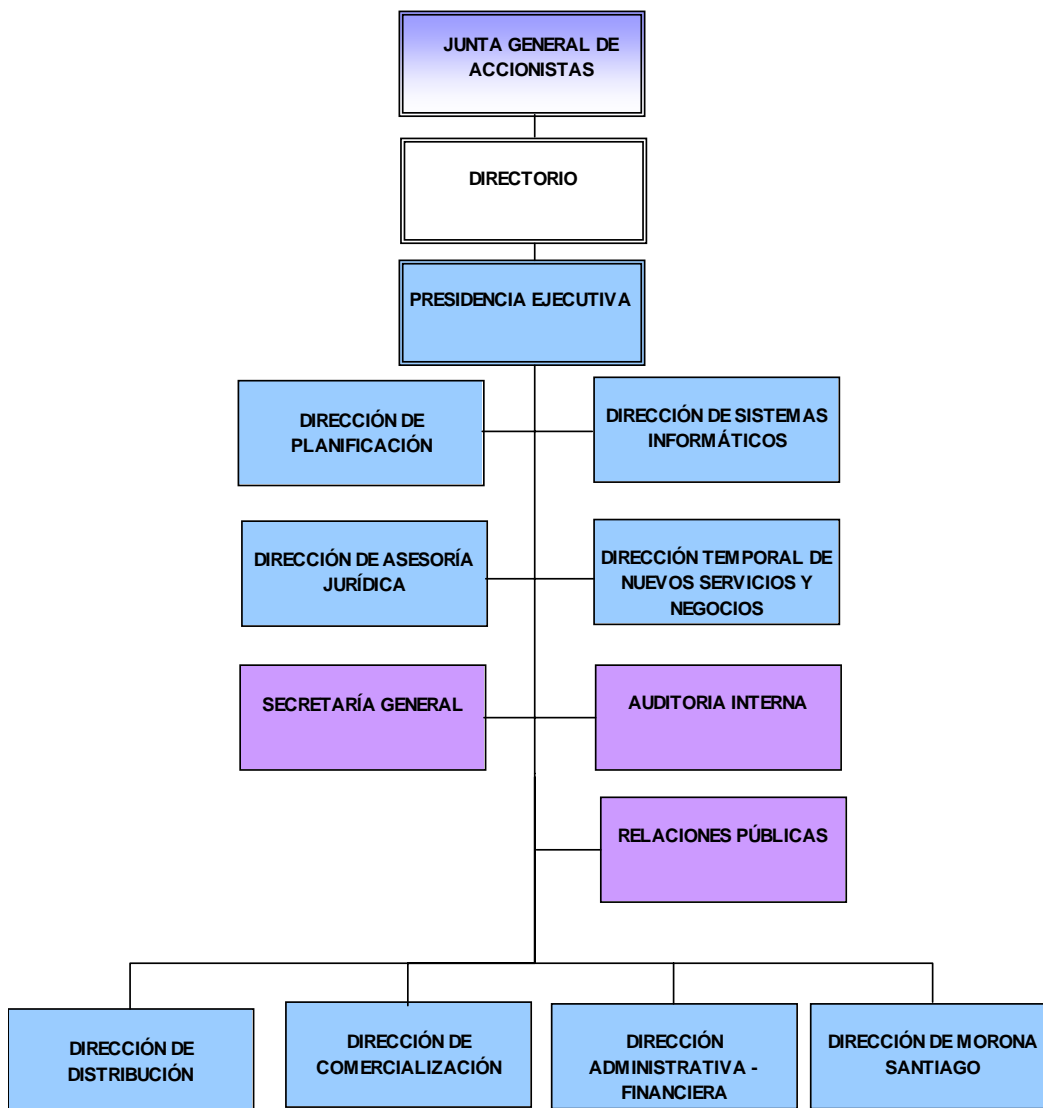 JUNTA GENERAL DE
ACCIONISTAS
DIRECTORIO
PRESIDENCIA EJECUTIVA
DIRECCIÓN DE
PLANIFICACIÓN
DIRECCIÓN DE SISTEMAS
INFORMÁTICOS
DIRECCIÓN DE ASESORÍA
JURÍDICA
DIRECCIÓN TEMPORAL DE
NUEVOS SERVICIOS Y
NEGOCIOS
SECRETARÍA GENERAL
AUDITORIA INTERNA
RELACIONES PÚBLICAS
DIRECCIÓN DE
DISTRIBUCIÓN
DIRECCIÓN DE
COMERCIALIZACIÓN
DIRECCIÓN
ADMINISTRATIVA -
FINANCIERA
DIRECCIÓN DE MORONA
SANTIAGO